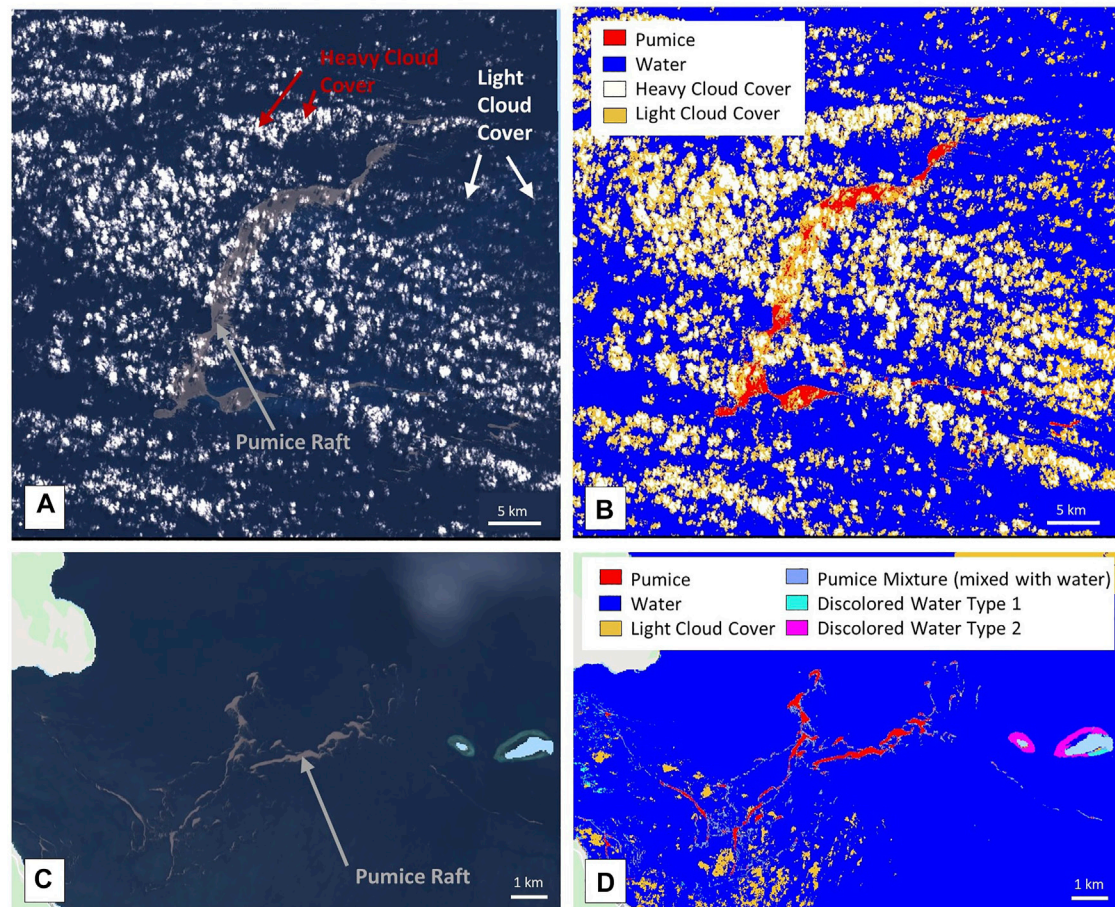 Heavy Cloud
Cover
Light
Cloud
Cover
Pumice Raft
A
5 km
Pumice
Water
Heavy Cloud Cover
Light Cloud Cover
B
5 km
Pumice Raft
C
1 km
Pumice
Water
Light Cloud Cover
Pumice Mixture (mixed with water)
Discolored Water Type 1
Discolored Water Type 2
D
1 km